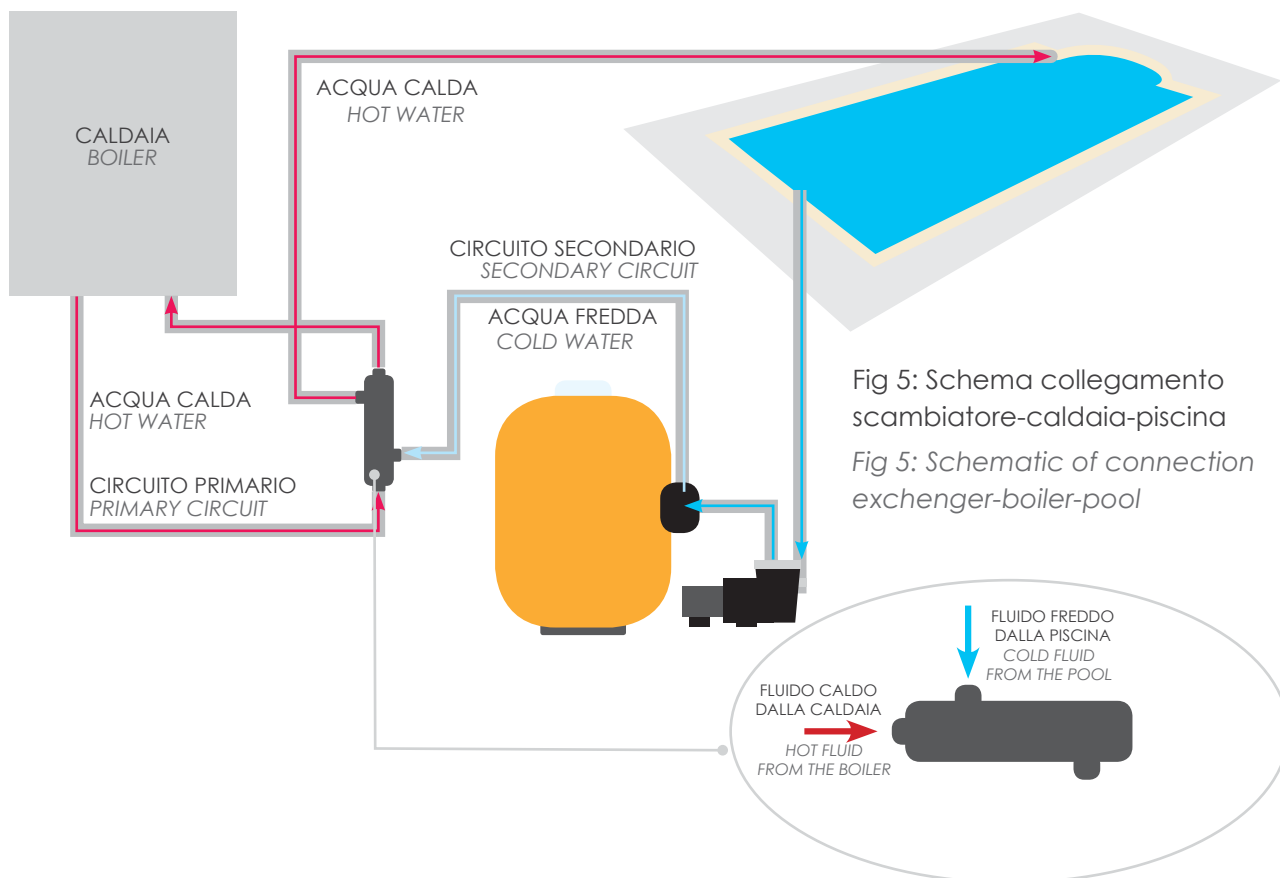 ACQUA CALDA
HOT WATER
CALDAIA
BOILER
CIRCUITO SECONDARIO
SECONDARY CIRCUIT
ACQUA FREDDA
COLD WATER
ACQUA CALDA
HOT WATER
CIRCUITO PRIMARIO
PRIMARY CIRCUIT
Fig 5: Schema collegamento
scambiatore-caldaia-piscina
Fig 5: Schematic of connection
exchenger-boiler-pool
FLUIDO FREDDO
DALLA PISCINA
COLD FLUID
FROM THE POOL
FLUIDO CALDO
DALLA CALDAIA
HOT FLUID
FROM THE BOILER